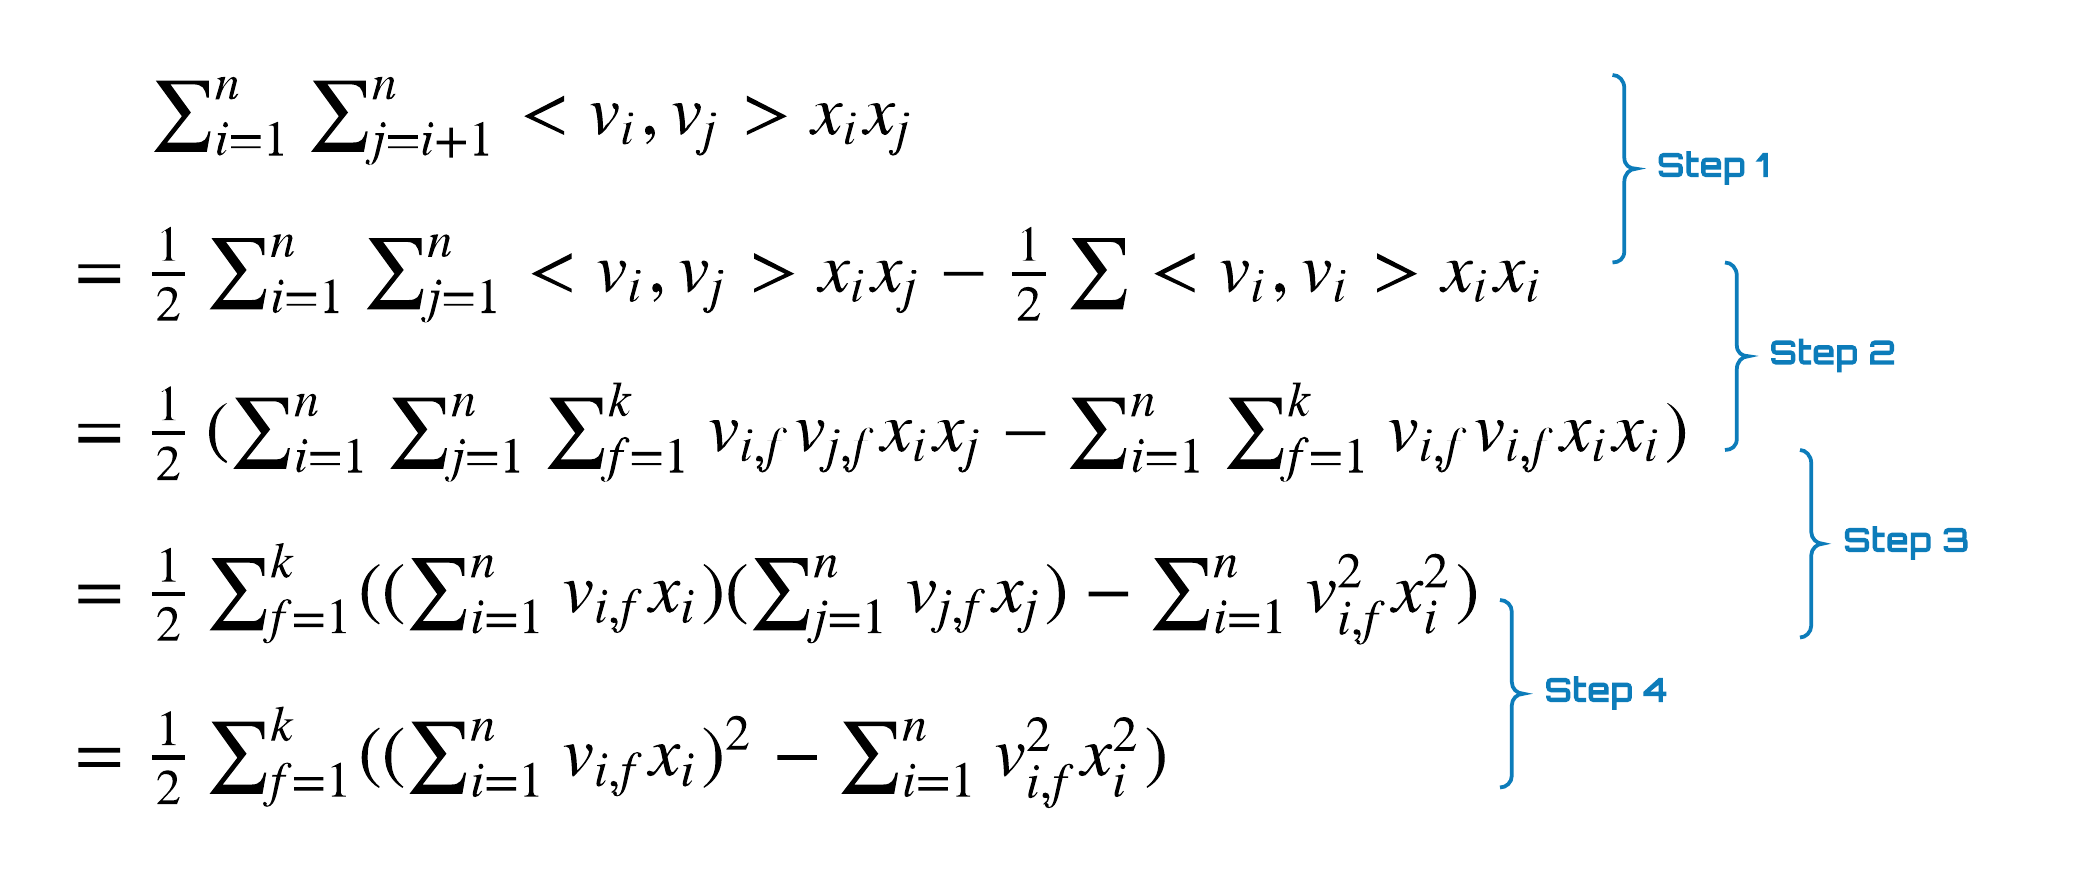 ∑_{i=1}^{n} ∑_{j=i+1}^{n} < v_i, v_j > x_i x_j
Step 1
= 1/2 ∑_{i=1}^{n} ∑_{j=1}^{n} < v_i, v_j > x_i x_j − 1/2 ∑ < v_i, v_i > x_i x_i
Step 2
= 1/2 (∑_{i=1}^{n} ∑_{j=1}^{n} ∑_{f=1}^{k} v_{i,f} v_{j,f} x_i x_j − ∑_{i=1}^{n} ∑_{f=1}^{k} v_{i,f} v_{i,f} x_i x_i)
Step 3
= 1/2 ∑_{f=1}^{k} ((∑_{i=1}^{n} v_{i,f} x_i)(∑_{j=1}^{n} v_{j,f} x_j) − ∑_{i=1}^{n} v_{i,f}^2 x_i^2)
Step 4
= 1/2 ∑_{f=1}^{k} ((∑_{i=1}^{n} v_{i,f} x_i)^2 − ∑_{i=1}^{n} v_{i,f}^2 x_i^2)